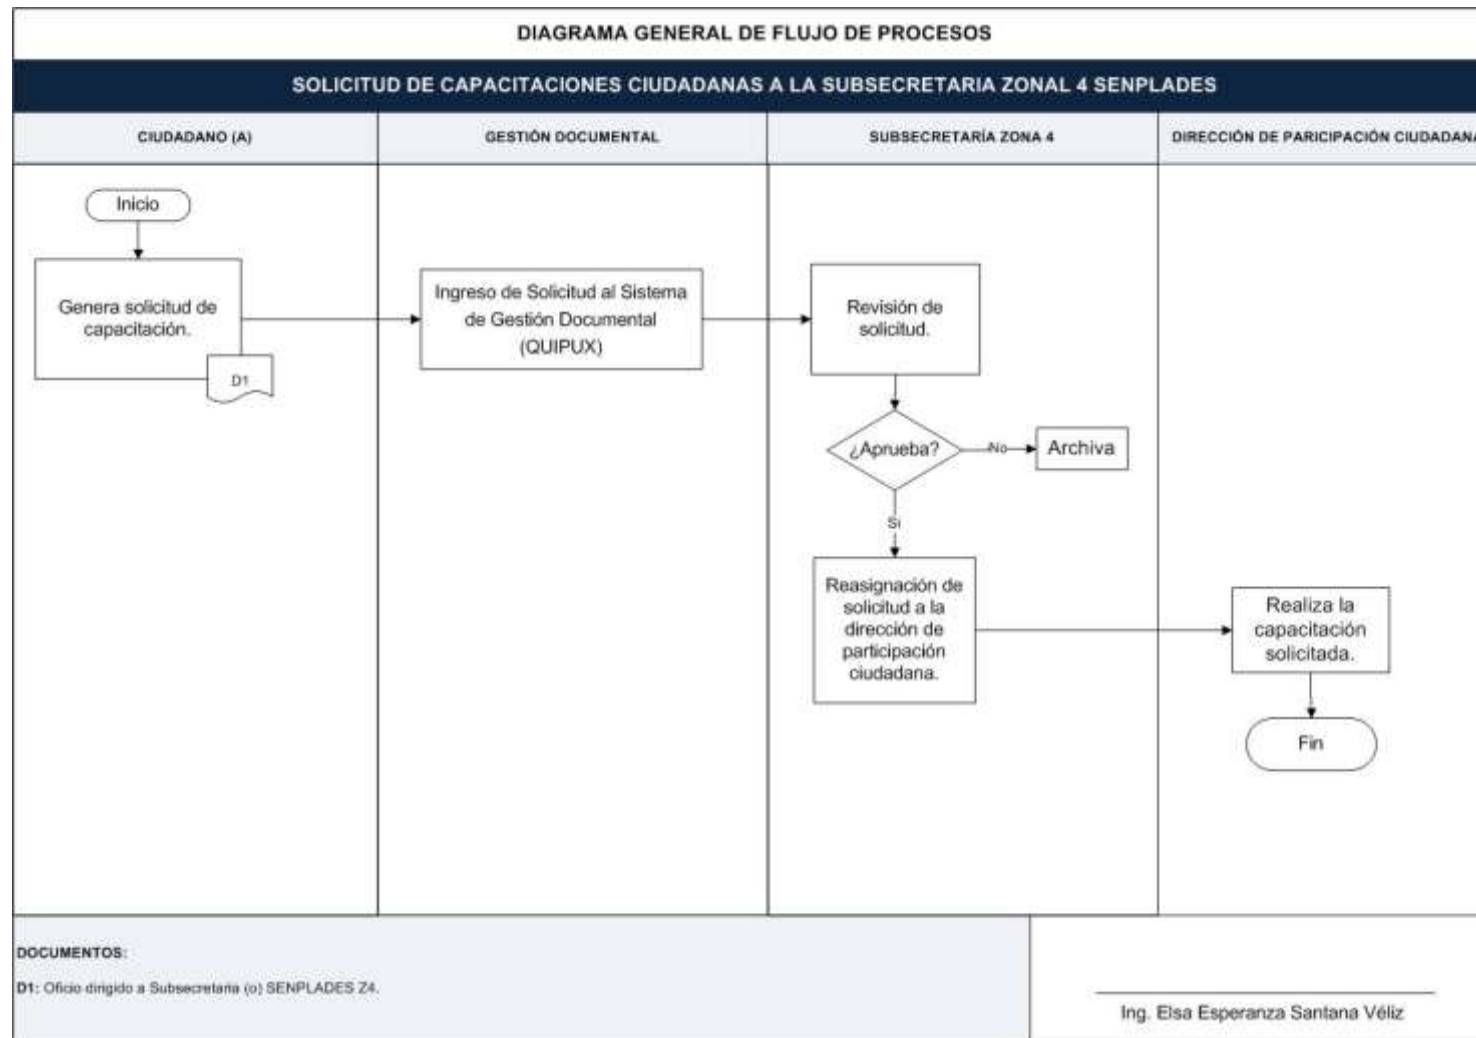 DIAGRAMA GENERAL DE FLUJO DE PROCESOS
SOLICITUD DE CAPACITACIONES CIUDADANAS A LA SUBSECRETARIA ZONAL 4 SENPLADES
CIUDADANO (A)
GESTIÓN DOCUMENTAL
SUBSECRETARÍA ZONA 4
DIRECCIÓN DE PARICIPACIÓN CIUDADANA
Inicio
Genera solicitud de
capacitación.
D1
Ingreso de Solicitud al Sistema
de Gestión Documental
(QUIPUX)
Revisión de
solicitud.
¿Aprueba?
No
Archiva
Si
Reasignación de
solicitud a la
dirección de
participación
ciudadana.
Realiza la
capacitación
solicitada.
Fin
DOCUMENTOS:
D1: Oficio dirigido a Subsecretaria (o) SENPLADES Z4.
Ing. Elsa Esperanza Santana Véliz